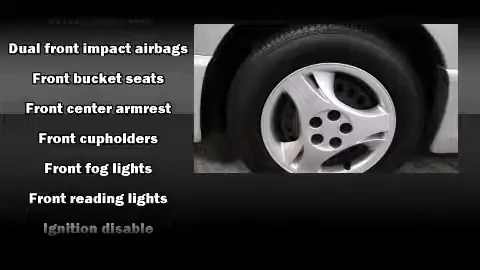 Dual front impact airbags
Front bucket seats
Front center armrest
Front cupholders
Front fog lights
Front reading lights
Ignition disable